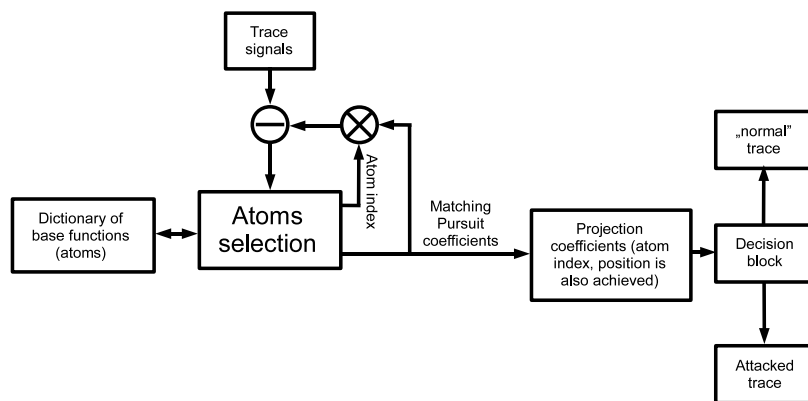 Trace
signals
„normal”
trace
Atom index
Dictionary of
base functions
(atoms)
Atoms
selection
Matching
Pursuit
coefficients
Projection
coefficients (atom
index, position is
also achieved)
Decision
block
Attacked
trace